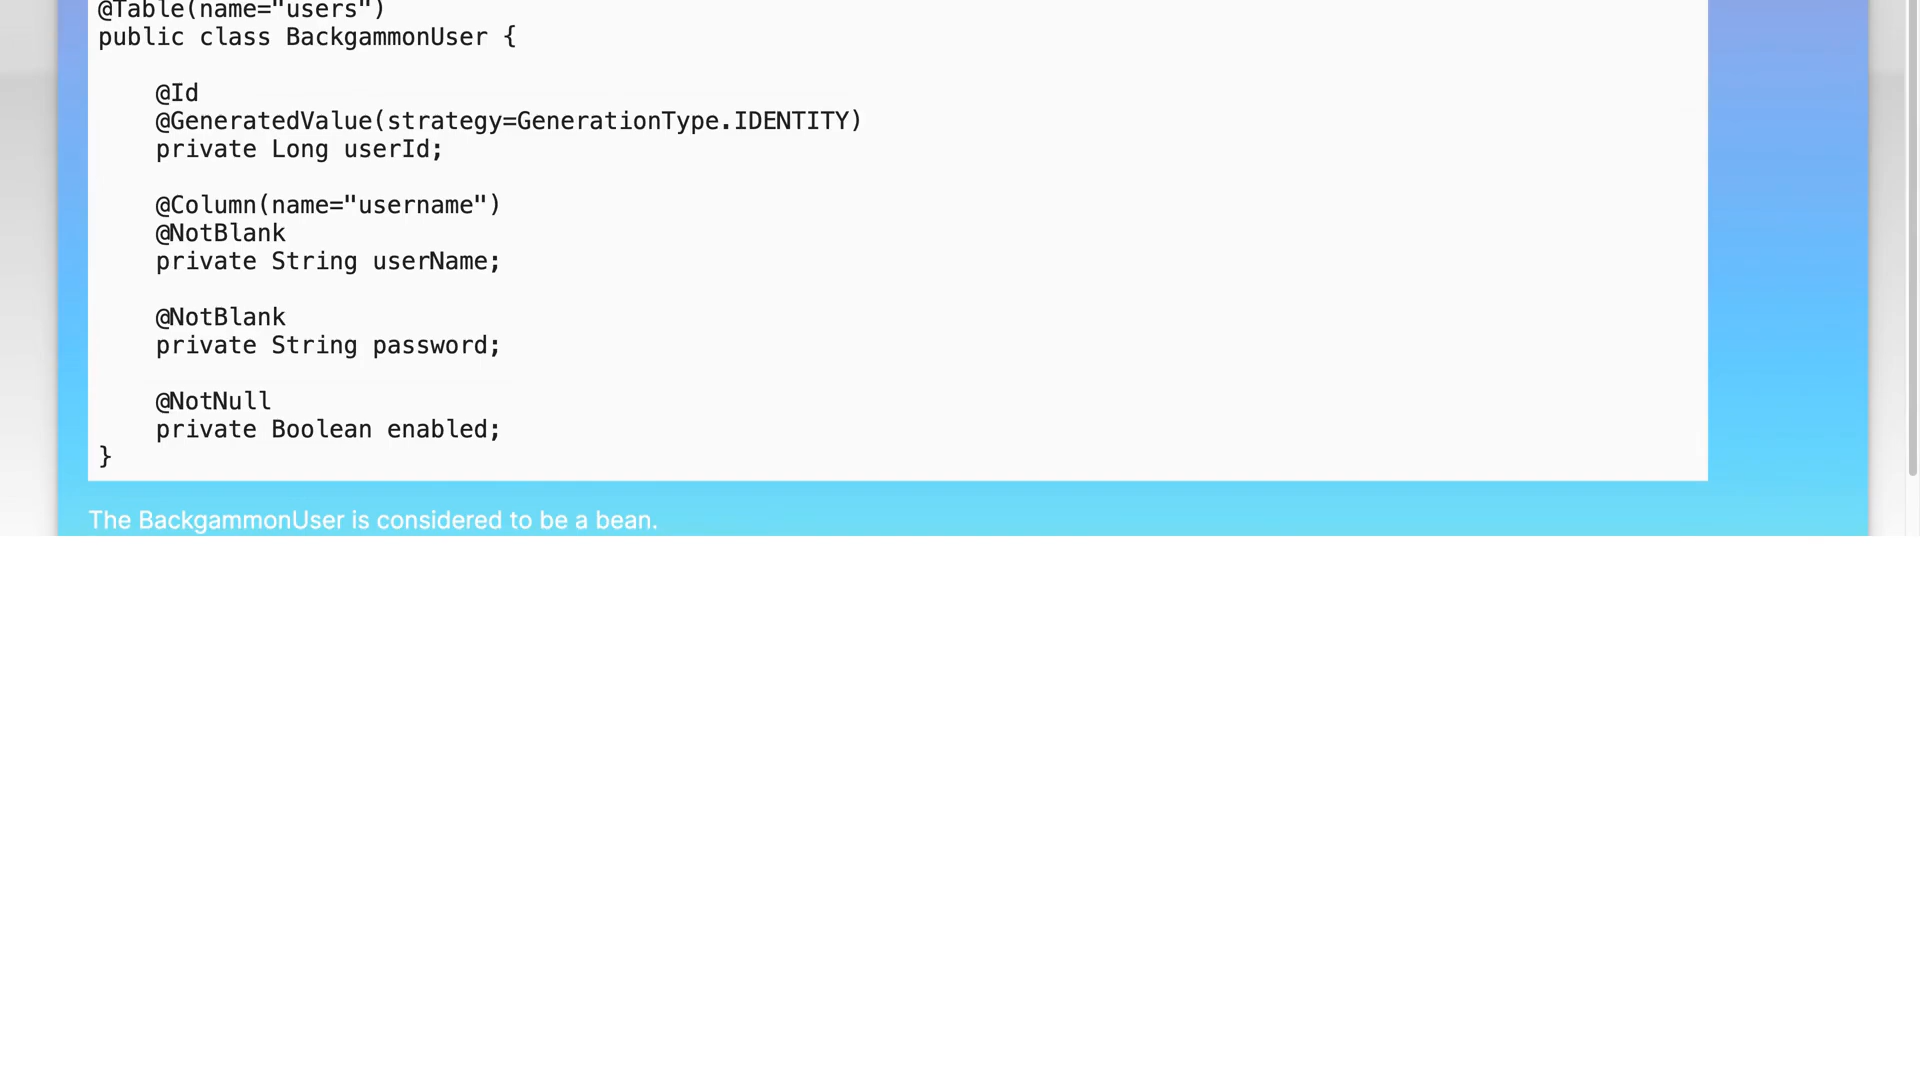 @Table(name="users")
public class BackgammonUser {
@Id
@GeneratedValue(strategy=GenerationType.IDENTITY)
private Long userId;
@Column(name="username")
@NotBlank
private String userName;
@NotBlank
private String password;
@NotNull
private Boolean enabled;
}
The BackgammonUser is considered to be a bean.